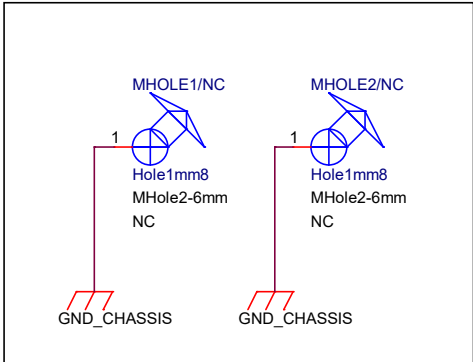 MHOLE1/NC
1
Hole1mm8
MHole2-6mm
NC
GND_CHASSIS
MHOLE2/NC
1
Hole1mm8
MHole2-6mm
NC
GND_CHASSIS